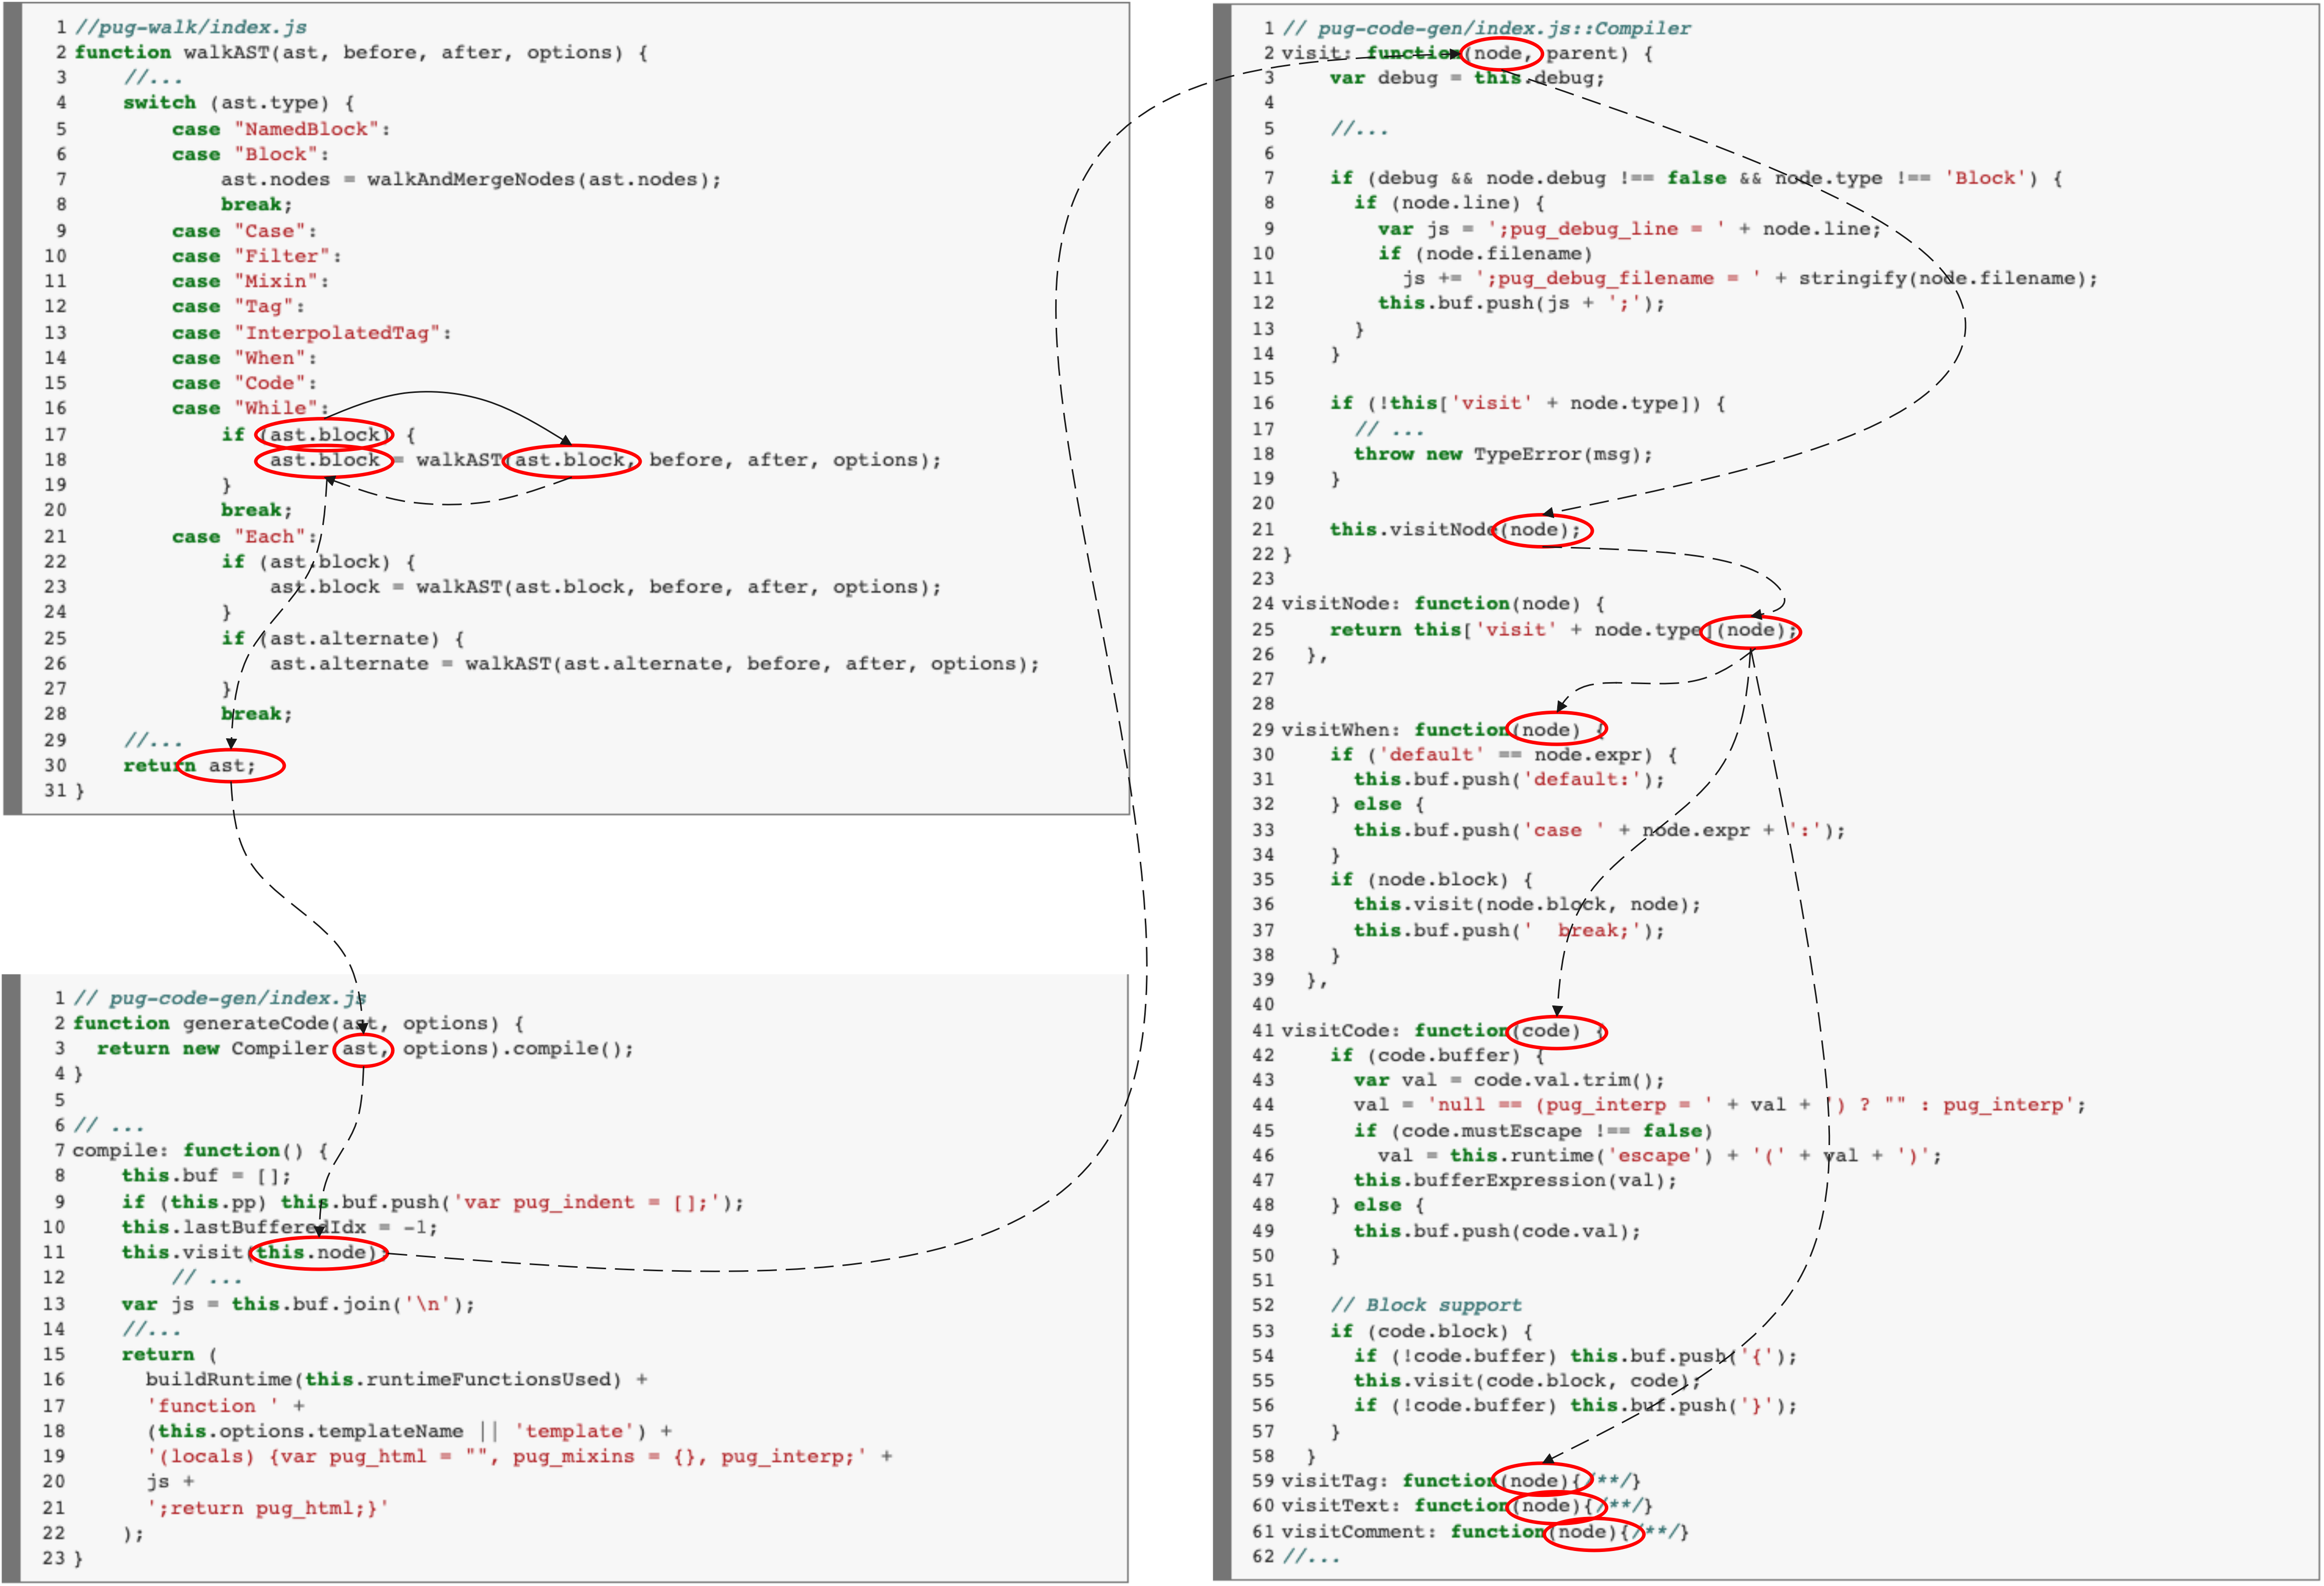 1 //pug-walk/index.js
2 function walkAST(ast, before, after, options) {
3     //...
4     switch (ast.type) {
5         case "NamedBlock":
6         case "Block":
7             ast.nodes = walkAndMergeNodes(ast.nodes);
8             break;
9         case "Case":
10         case "Filter":
11         case "Mixin":
12         case "Tag":
13         case "InterpolatedTag":
14         case "When":
15         case "Code":
16         case "While":
17             if (ast.block) {
18                 ast.block = walkAST(ast.block, before, after, options);
19             }
20             break;
21         case "Each":
22             if (ast.block) {
23                 ast.block = walkAST(ast.block, before, after, options);
24             }
25             if (ast.alternate) {
26                 ast.alternate = walkAST(ast.alternate, before, after, options);
27             }
28             break;
29     //...
30     return ast;
31 }
1 // pug-code-gen/index.js
2 function generateCode(ast, options) {
3   return new Compiler(ast, options).compile();
4 }
5
6 // ...
7 compile: function() {
8     this.buf = [];
9     if (this.pp) this.buf.push('var pug_indent = [];');
10     this.lastBufferedIdx = -1;
11     this.visit(this.node);
12         // ...
13     var js = this.buf.join('\n');
14     //...
15     return (
16       buildRuntime(this.runtimeFunctionsUsed) +
17       'function ' +
18       (this.options.templateName || 'template') +
19       '(locals) {var pug_html = "", pug_mixins = {}, pug_interp;' +
20       js +
21       ';return pug_html;}'
22     );
23 }
1 // pug-code-gen/index.js::Compiler
2 visit: function(node, parent) {
3     var debug = this.debug;
4
5     //...
6
7     if (debug && node.debug !== false && node.type !== 'Block') {
8       if (node.line) {
9         var js = ';pug_debug_line = ' + node.line;
10         if (node.filename)
11           js += ';pug_debug_filename = ' + stringify(node.filename);
12         this.buf.push(js + ';');
13       }
14     }
15
16     if (!this['visit' + node.type]) {
17       // ...
18       throw new TypeError(msg);
19     }
20
21     this.visitNode(node);
22 }
23
24 visitNode: function(node) {
25     return this['visit' + node.type](node);
26   },
27
28
29 visitWhen: function(node) {
30     if ('default' == node.expr) {
31       this.buf.push('default:');
32     } else {
33       this.buf.push('case ' + node.expr + ':');
34     }
35     if (node.block) {
36       this.visit(node.block, node);
37       this.buf.push('  break;');
38     }
39   },
40
41 visitCode: function(code) {
42     if (code.buffer) {
43       var val = code.val.trim();
44       val = 'null == (pug_interp = ' + val + ') ? "" : pug_interp';
45       if (code.mustEscape !== false)
46         val = this.runtime('escape') + '(' + val + ')';
47       this.bufferExpression(val);
48     } else {
49       this.buf.push(code.val);
50     }
51
52     // Block support
53     if (code.block) {
54       if (!code.buffer) this.buf.push('{');
55       this.visit(code.block, code);
56       if (!code.buffer) this.buf.push('}');
57     }
58   }
59 visitTag: function(node){/**/}
60 visitText: function(node){/**/}
61 visitComment: function(node){/**/}
62 //...